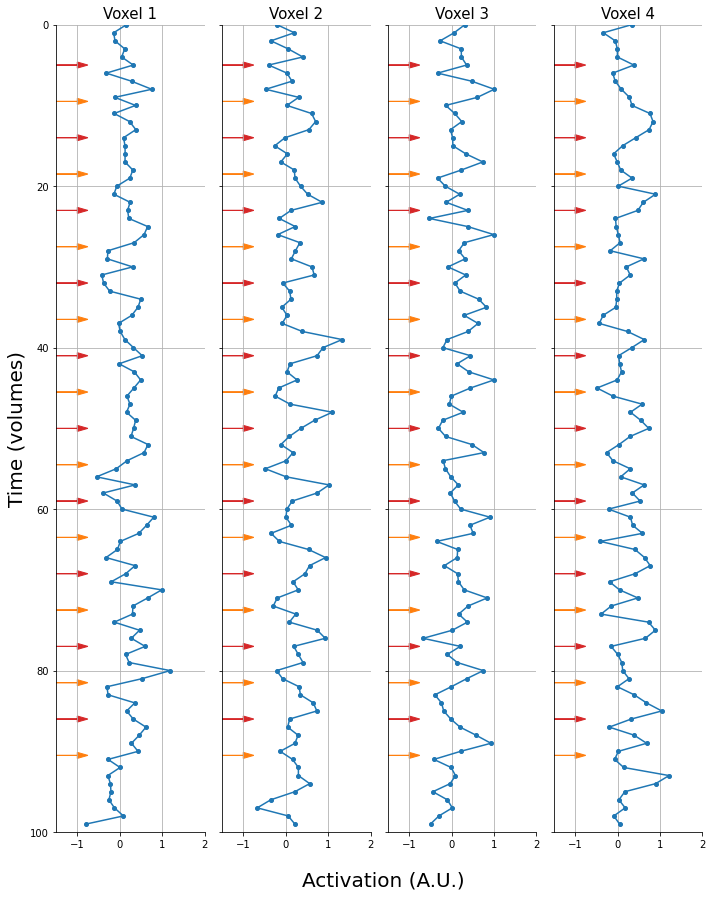 Voxel 1 Voxel 2 Voxel 3 Voxel 4
0
20
40
60
80
100
Time (volumes)
−1 0 1 2 −1 0 1 2 −1 0 1 2 −1 0 1 2
Activation (A.U.)